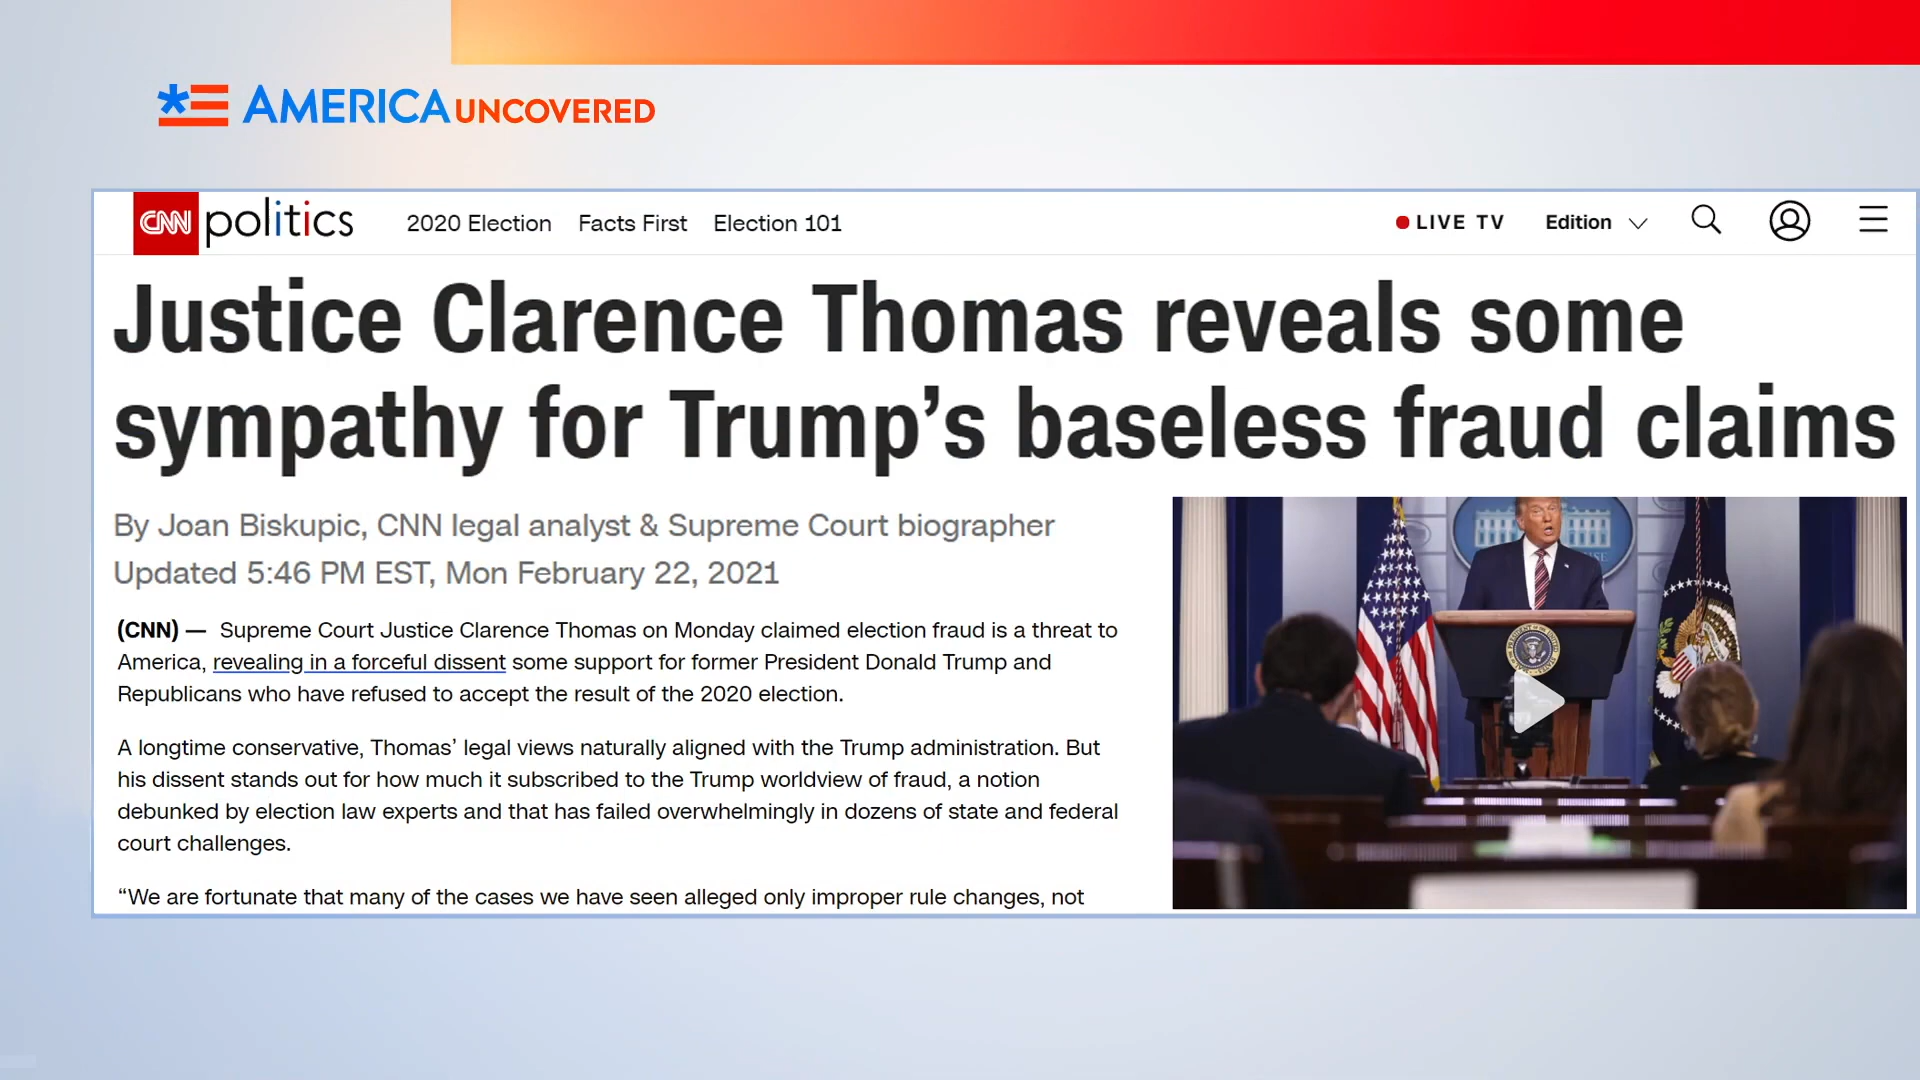 AMERICA UNCOVERED
CNN politics 2020 Election Facts First Election 101 LIVE TV Edition
Justice Clarence Thomas reveals some
sympathy for Trump’s baseless fraud claims
By Joan Biskupic, CNN legal analyst & Supreme Court biographer
Updated 5:46 PM EST, Mon February 22, 2021
(CNN) — Supreme Court Justice Clarence Thomas on Monday claimed election fraud is a threat to
America, revealing in a forceful dissent some support for former President Donald Trump and
Republicans who have refused to accept the result of the 2020 election.
A longtime conservative, Thomas’ legal views naturally aligned with the Trump administration. But
his dissent stands out for how much it subscribed to the Trump worldview of fraud, a notion
debunked by election law experts and that has failed overwhelmingly in dozens of state and federal
court challenges.
“We are fortunate that many of the cases we have seen alleged only improper rule changes, not